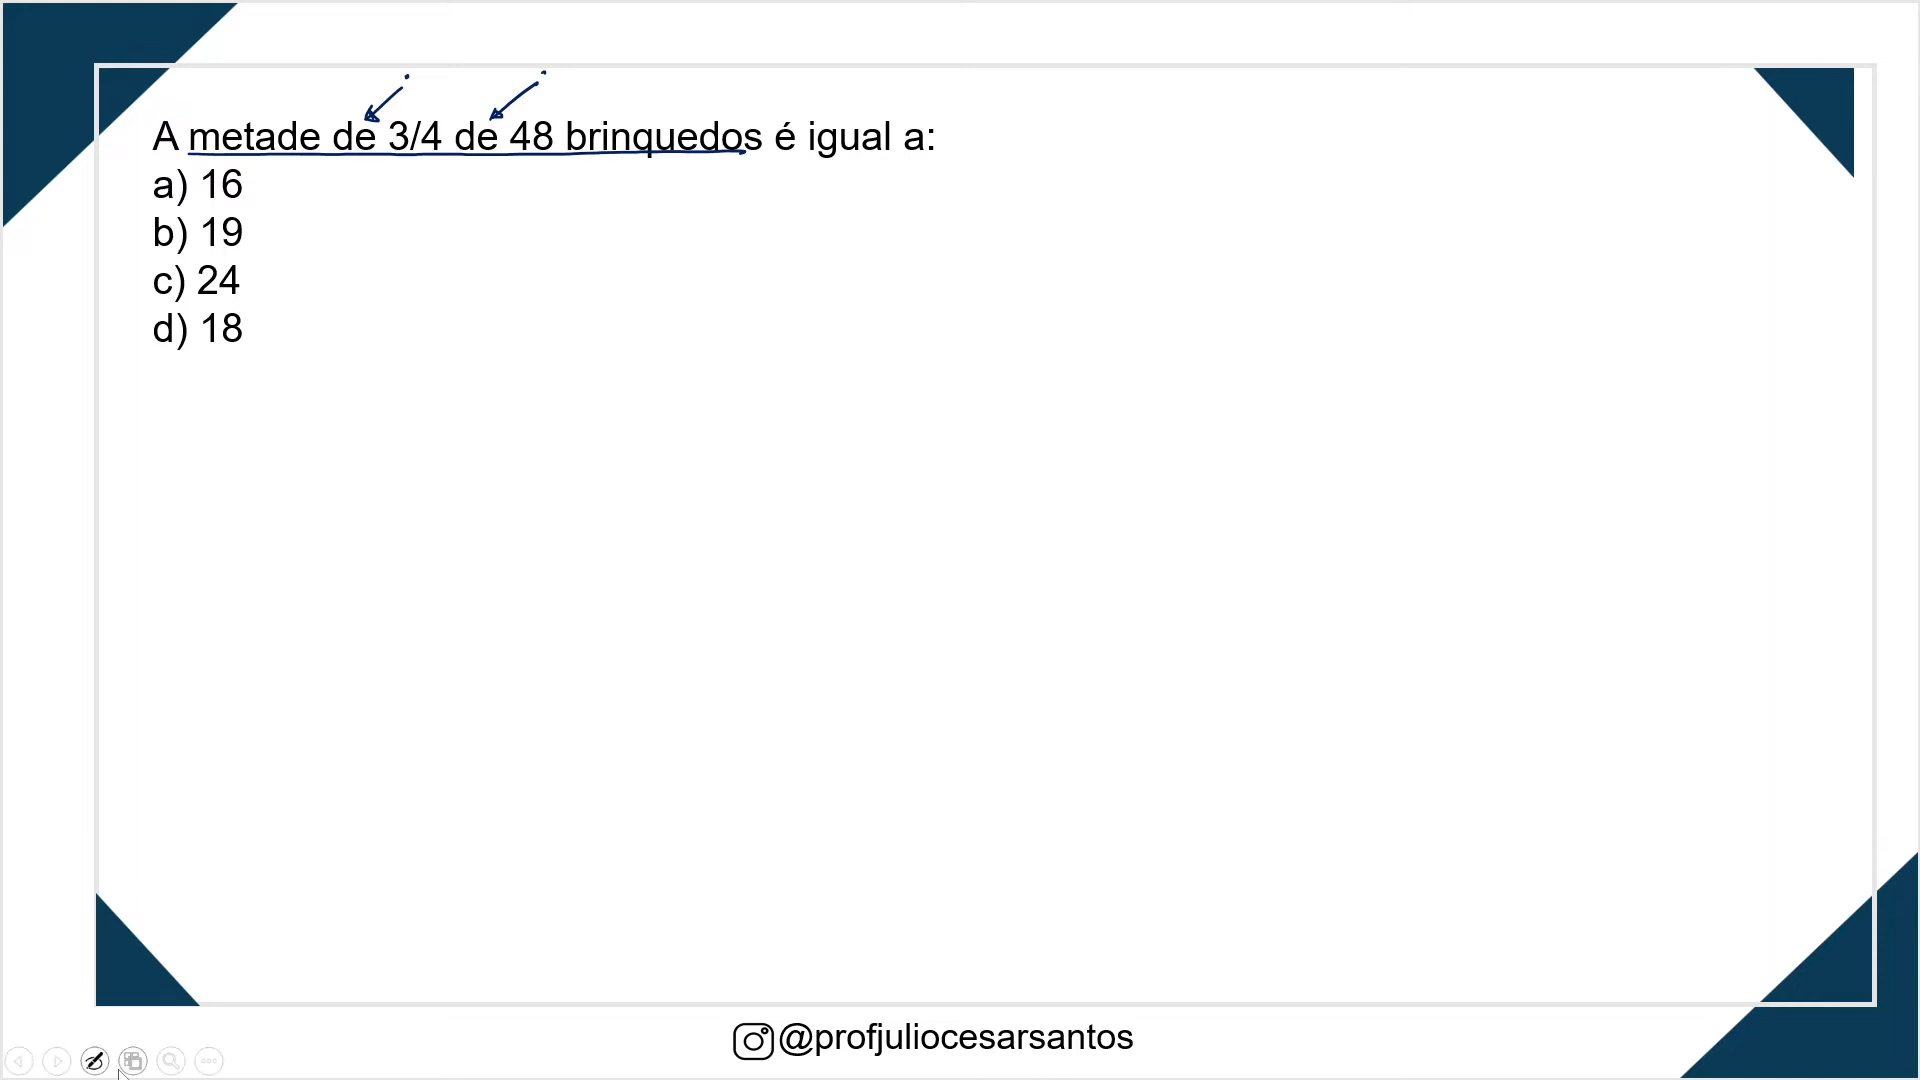 A metade de 3/4 de 48 brinquedos é igual a:
a) 16
b) 19
c) 24
d) 18
@profjuliocesarsantos